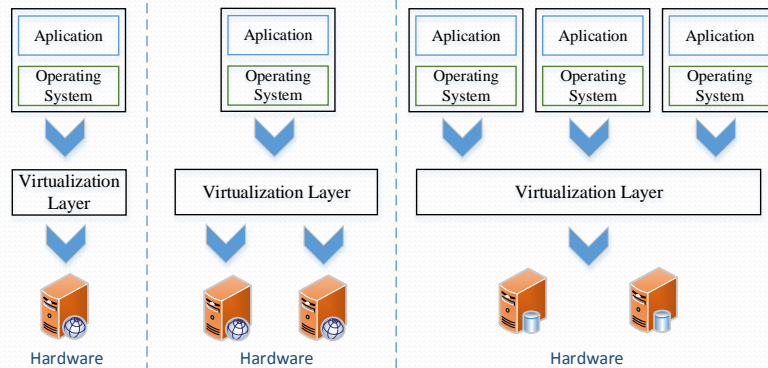 Aplication
Operating
System
Virtualization
Layer
Hardware
Aplication
Operating
System
Virtualization Layer
Hardware
Aplication
Operating
System
Aplication
Operating
System
Aplication
Operating
System
Virtualization Layer
Hardware